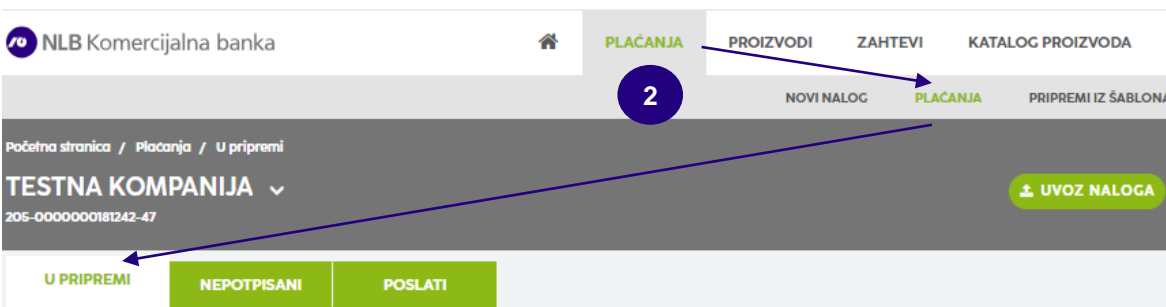 NLB Komercijalna banka
PLAĆANJA PROIZVODI ZAHTEVI KATALOG PROIZVODA
2
NOVI NALOG PLAĆANJA PRIPREMI IZ ŠABLONA
Početna stranica / Plaćanja / U pripremi
TESTNA KOMPANIJA
205-0000000181242-47
UVOZ NALOGA
U PRIPREMI NEPOTPISANI POSLATI